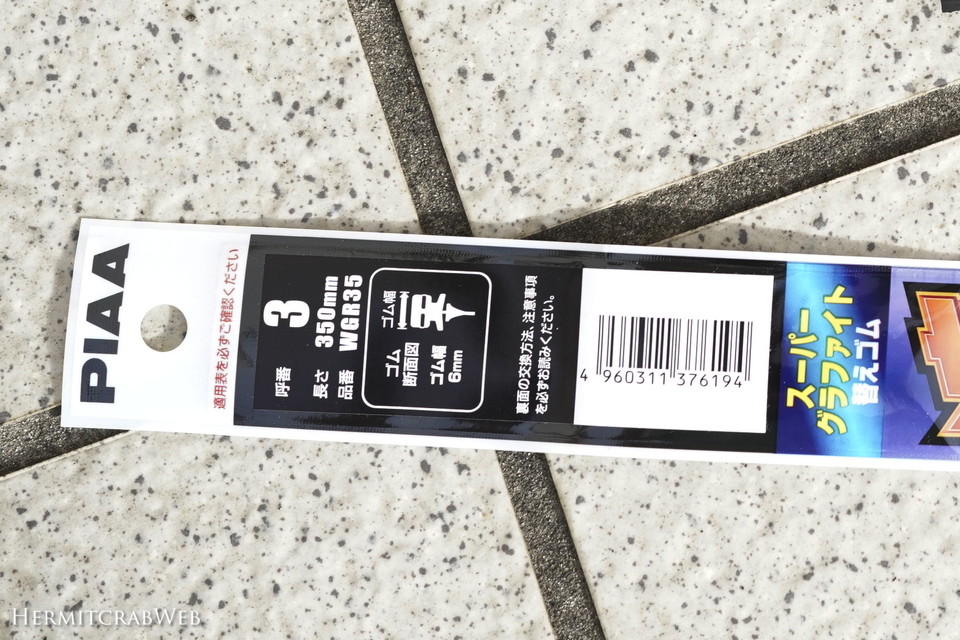 PIAA
適用表を必ずご確認ください
呼番 3
長さ 350mm
品番 WGR35
ゴム幅
ゴム
断面図
ゴム幅
6mm
裏面の交換方法、注意事項
を必ずお読みください。
4 960311 376194
スーパー
グラファイト
替えゴム
HERMITCRABWEB